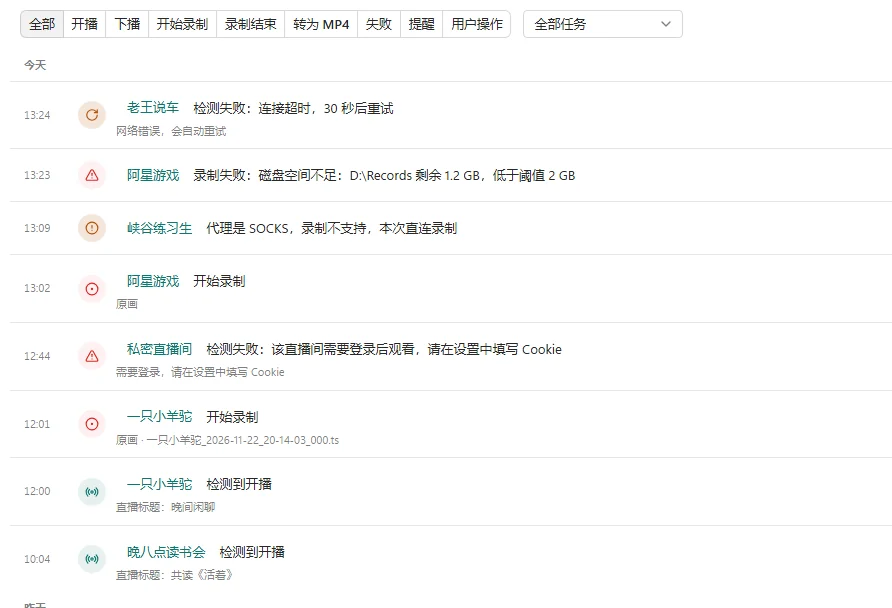 全部 开播 下播 开始录制 录制结束 转为 MP4 失败 提醒 用户操作 全部任务
今天
13:24 老王说车 检测失败：连接超时，30 秒后重试
网络错误，会自动重试
13:23 阿星游戏 录制失败：磁盘空间不足：D:\Records 剩余 1.2 GB，低于阈值 2 GB
13:09 峡谷练习生 代理是 SOCKS，录制不支持，本次直连录制
13:02 阿星游戏 开始录制
原画
12:44 私密直播间 检测失败：该直播间需要登录后观看，请在设置中填写 Cookie
需要登录，请在设置中填写 Cookie
12:01 一只小羊驼 开始录制
原画 · 一只小羊驼_2026-11-22_20-14-03_000.ts
12:00 一只小羊驼 检测到开播
直播标题：晚间闲聊
10:04 晚八点读书会 检测到开播
直播标题：共读《活着》